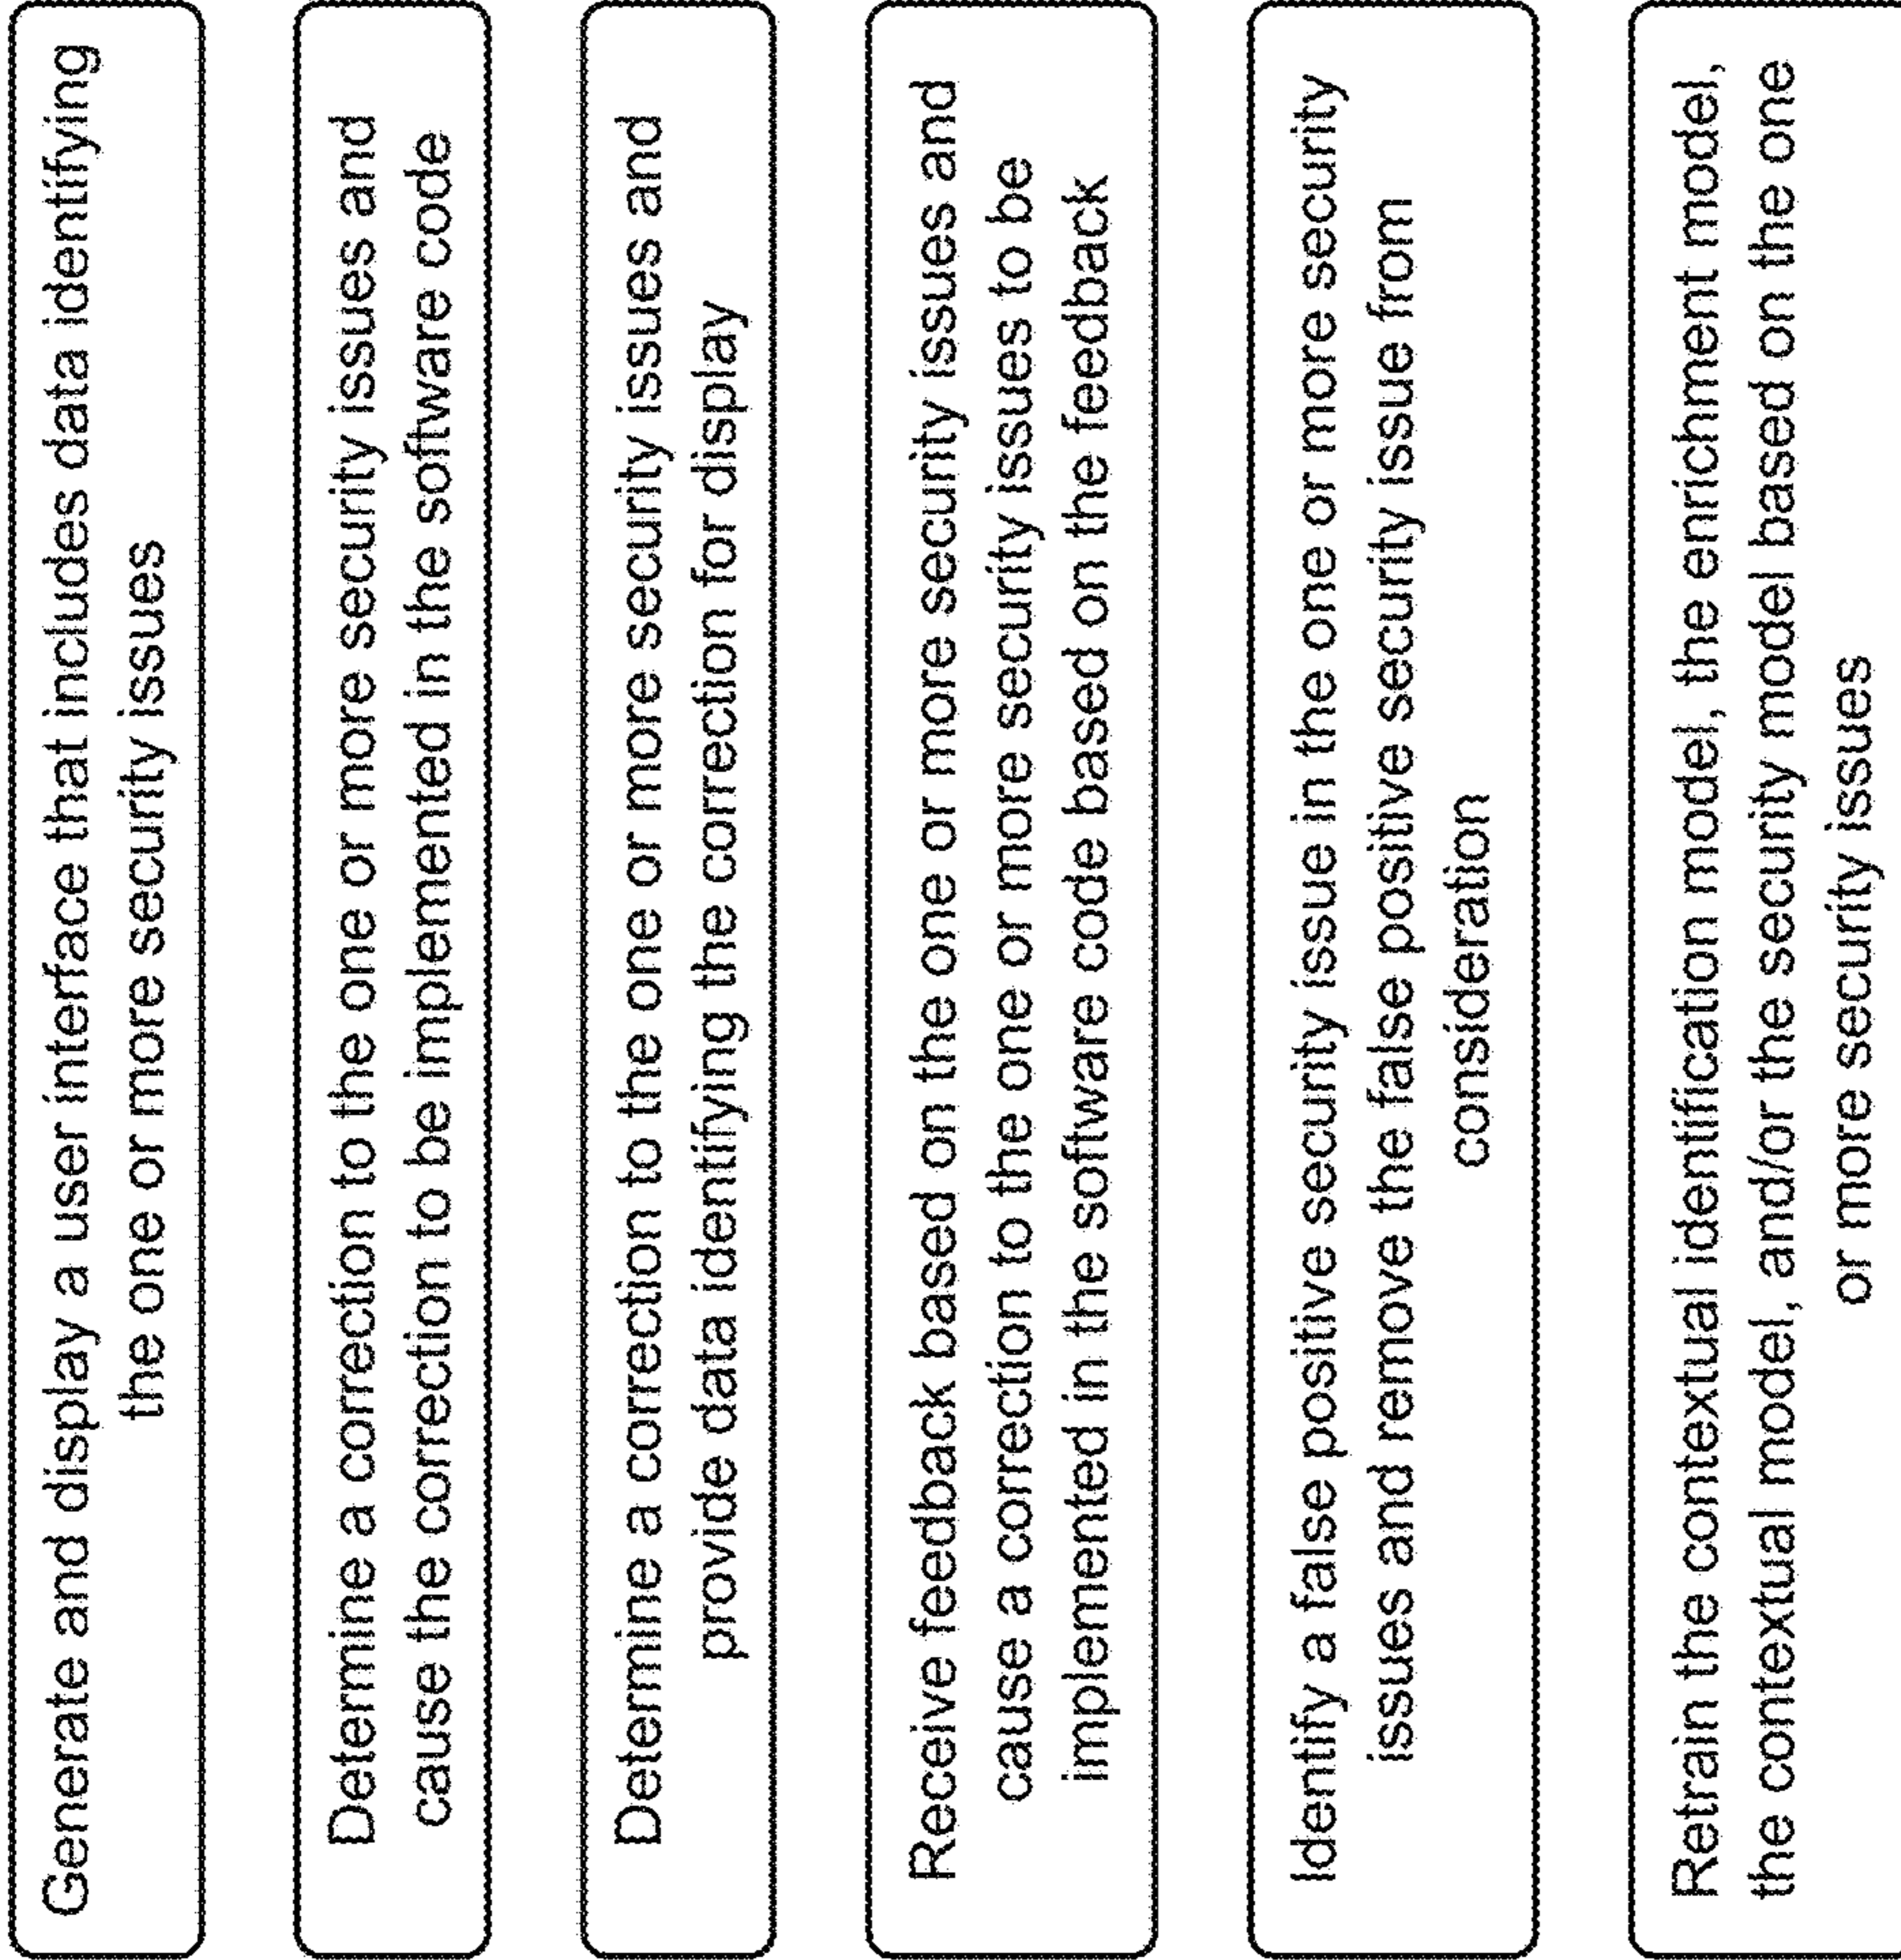 Generate and display a user interface that includes data identifying
the one or more security issues
Determine a correction to the one or more security issues and
cause the correction to be implemented in the software code
Determine a correction to the one or more security issues and
provide data identifying the correction for display
Receive feedback based on the one or more security issues and
cause a correction to the one or more security issues to be
implemented in the software code based on the feedback
Identify a false positive security issue in the one or more security
issues and remove the false positive security issue from
consideration
Retrain the contextual identification model, the enrichment model,
the contextual model, and/or the security model based on the one
or more security issues